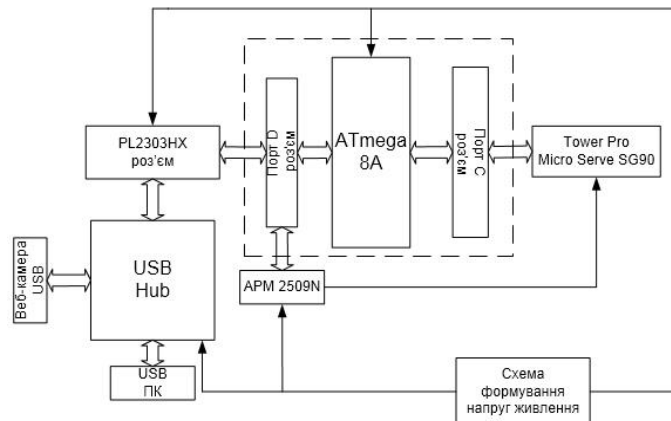 PL2303HX
роз'єм
Порт D
роз'єм
ATmega
8A
Порт C
роз'єм
Tower Pro
Micro Serve SG90
Веб-камера
USB
USB
Hub
APM 2509N
USB
ПК
Схема
формування
напруг живлення